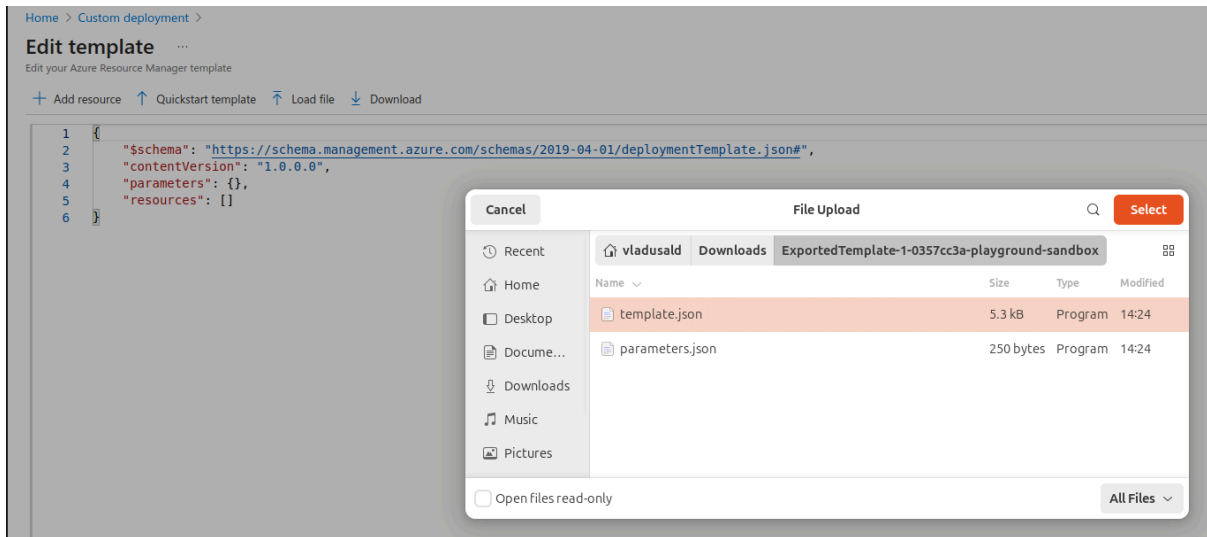 Home > Custom deployment >
Edit template ...
Edit your Azure Resource Manager template
Add resource Quickstart template Load file Download
1 {
2 "$schema": "https://schema.management.azure.com/schemas/2019-04-01/deploymentTemplate.json#",
3 "contentVersion": "1.0.0.0",
4 "parameters": {},
5 "resources": []
6 }
Cancel File Upload Select
Recent
Home
Desktop
Docume...
Downloads
Music
Pictures
vladusald Downloads ExportedTemplate-1-0357cc3a-playground-sandbox
Name Size Type Modified
template.json 5.3 kB Program 14:24
parameters.json 250 bytes Program 14:24
Open files read-only All Files